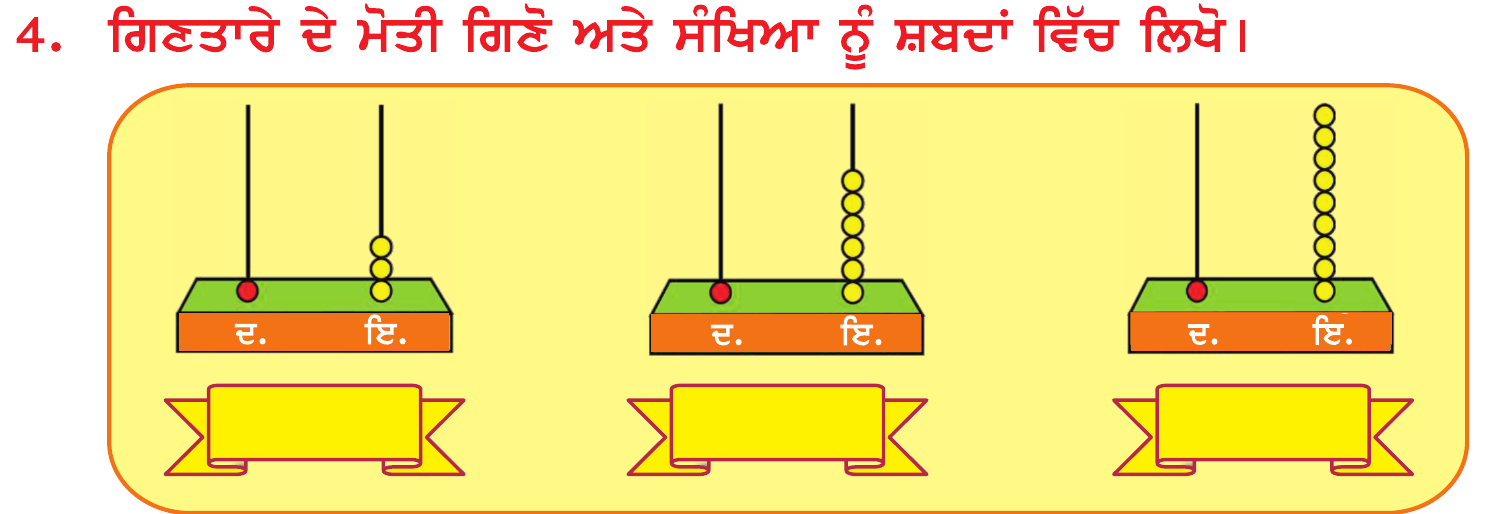 4. ਗਿਣਤਾਰੇ ਦੇ ਮੋਤੀ ਗਿਣੋ ਅਤੇ ਸੰਖਿਆ ਨੂੰ ਸ਼ਬਦਾਂ ਵਿੱਚ ਲਿਖੋ।
ਦ. ਇ. ਦ. ਇ. ਦ. ਇ.